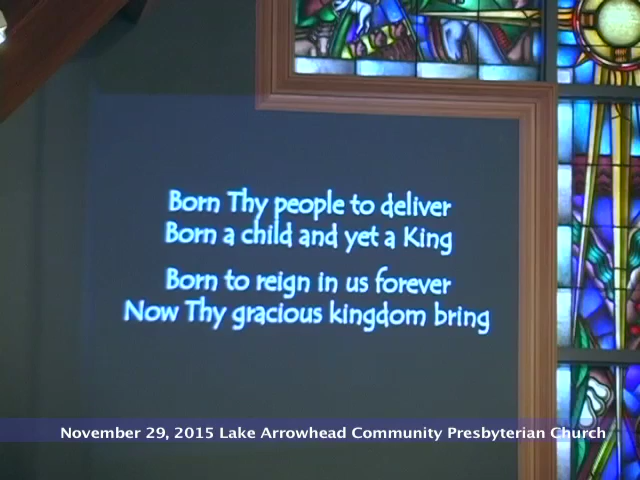 Born Thy people to deliver
Born a child and yet a King
Born to reign in us forever
Now Thy gracious kingdom bring
November 29, 2015 Lake Arrowhead Community Presbyterian Church